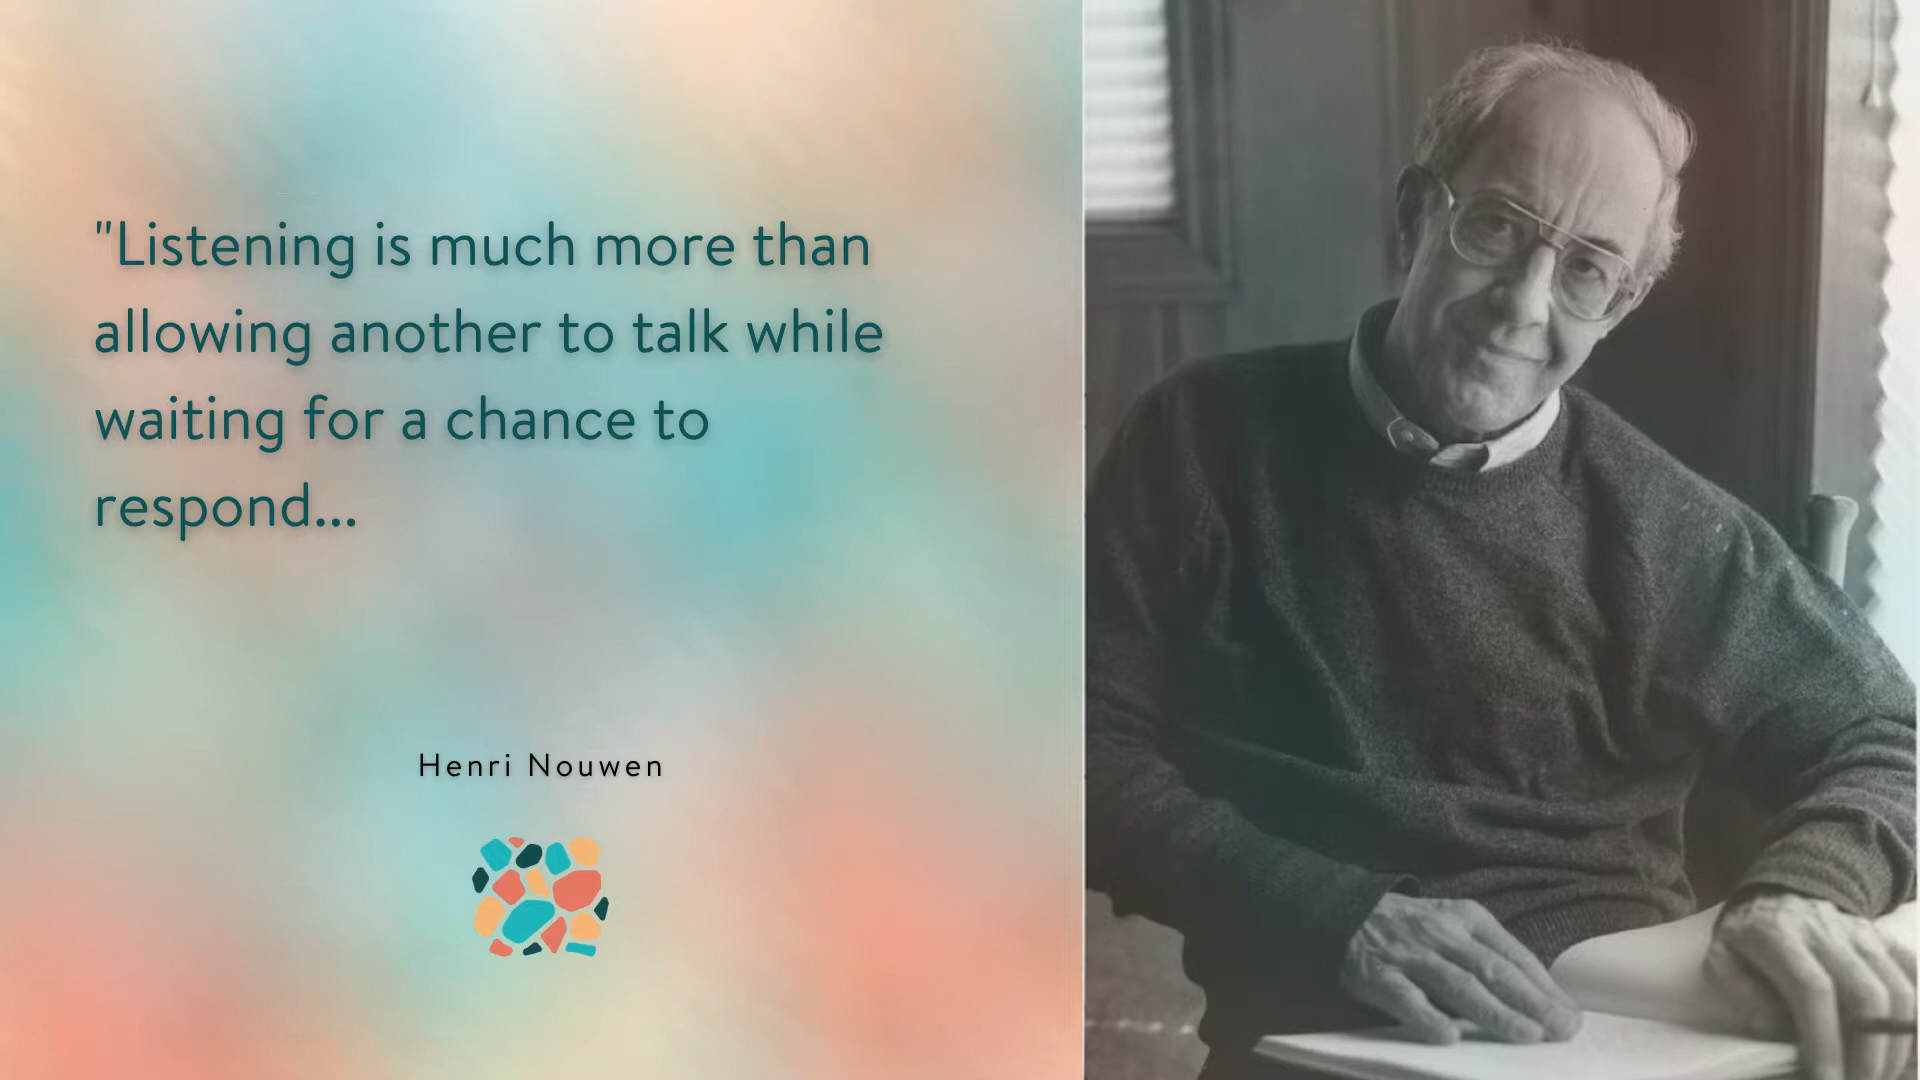 "Listening is much more than
allowing another to talk while
waiting for a chance to
respond...
Henri Nouwen